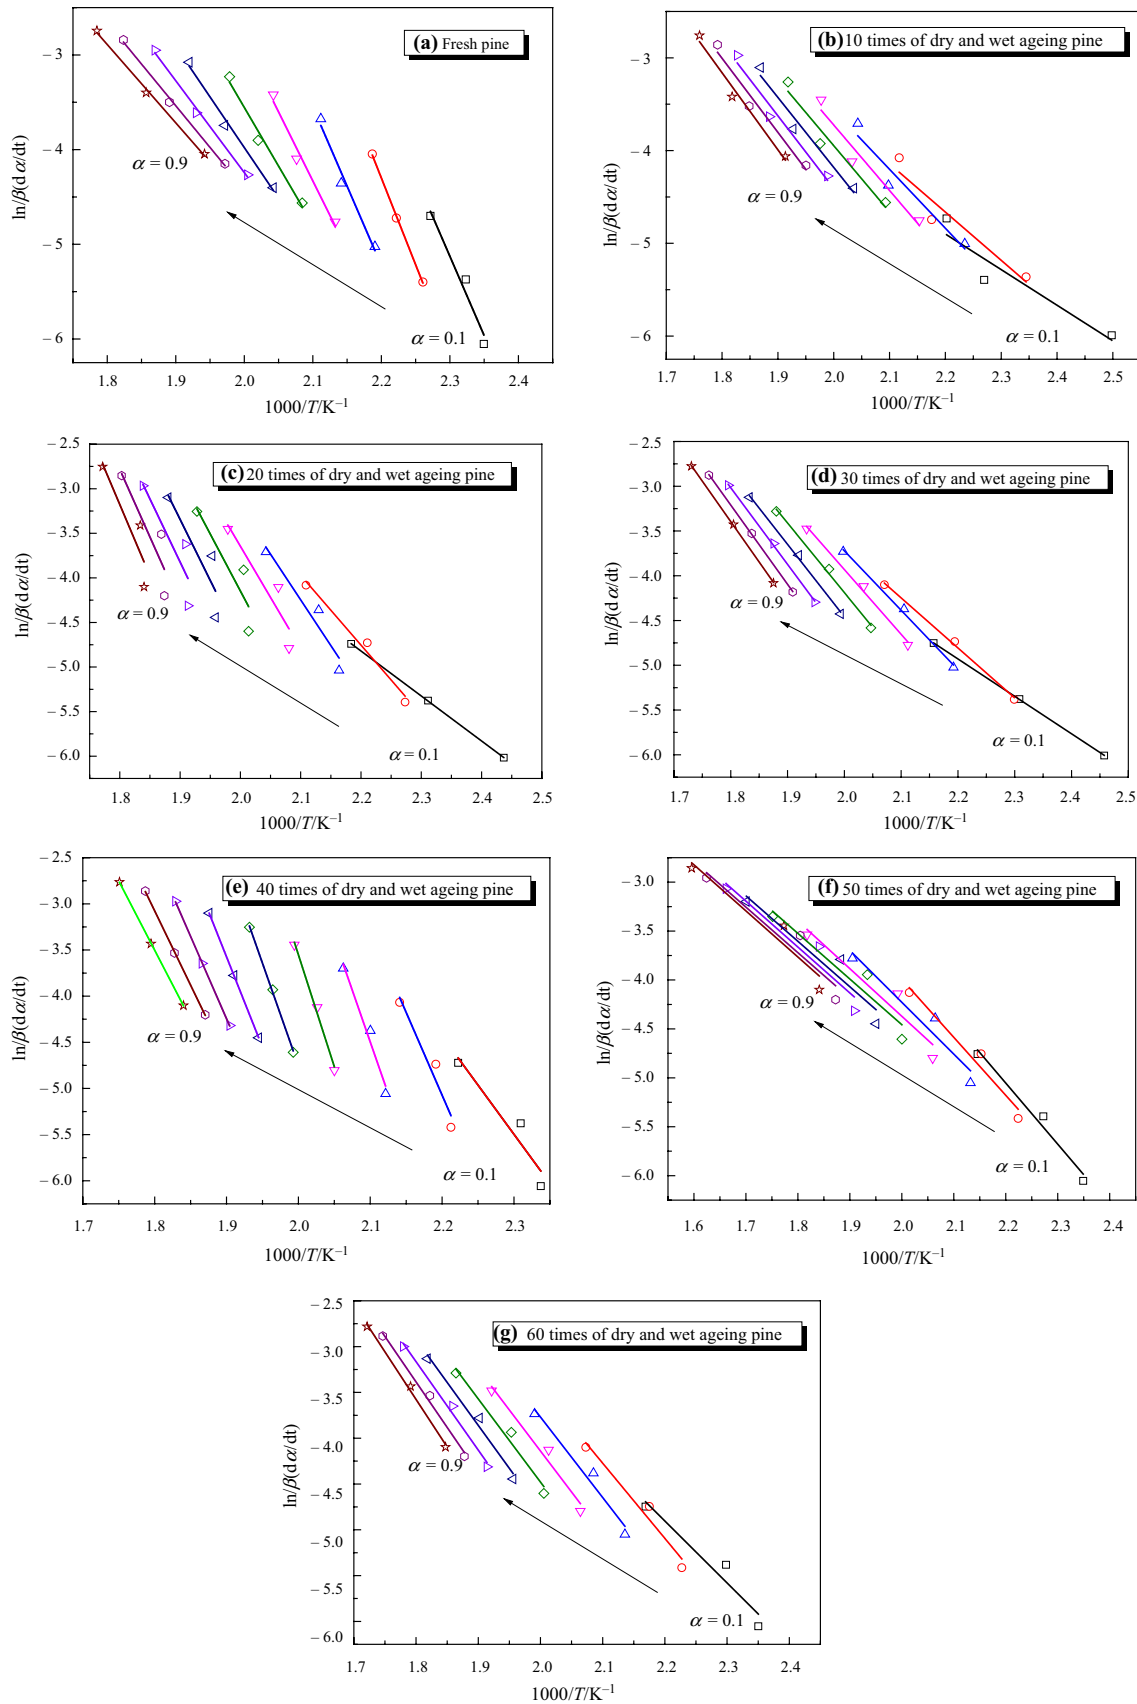 (a) Fresh pine
ln/β(dα/dt)
– 3
– 4
– 5
– 6
α = 0.9
α = 0.1
1.8 1.9 2.0 2.1 2.2 2.3 2.4
1000/T/K–1
(b) 10 times of dry and wet ageing pine
ln/β(dα/dt)
– 3
– 4
– 5
– 6
α = 0.9
α = 0.1
1.7 1.8 1.9 2.0 2.1 2.2 2.3 2.4 2.5
1000/T/K–1
(c) 20 times of dry and wet ageing pine
ln/β(dα/dt)
– 2.5
– 3.0
– 3.5
– 4.0
– 4.5
– 5.0
– 5.5
– 6.0
α = 0.9
α = 0.1
1.8 1.9 2.0 2.1 2.2 2.3 2.4 2.5
1000/T/K–1
(d) 30 times of dry and wet ageing pine
ln/β(dα/dt)
– 2.5
– 3.0
– 3.5
– 4.0
– 4.5
– 5.0
– 5.5
– 6.0
α = 0.9
α = 0.1
1.7 1.8 1.9 2.0 2.1 2.2 2.3 2.4 2.5
1000/T/K–1
(e) 40 times of dry and wet ageing pine
ln/β(dα/dt)
– 2.5
– 3.0
– 3.5
– 4.0
– 4.5
– 5.0
– 5.5
– 6.0
α = 0.9
α = 0.1
1.7 1.8 1.9 2.0 2.1 2.2 2.3
1000/T/K–1
(f) 50 times of dry and wet ageing pine
ln/β(dα/dt)
– 3.0
– 3.5
– 4.0
– 4.5
– 5.0
– 5.5
– 6.0
α = 0.9
α = 0.1
1.6 1.7 1.8 1.9 2.0 2.1 2.2 2.3 2.4
1000/T/K–1
(g) 60 times of dry and wet ageing pine
ln/β(dα/dt)
– 2.5
– 3.0
– 3.5
– 4.0
– 4.5
– 5.0
– 5.5
– 6.0
α = 0.9
α = 0.1
1.7 1.8 1.9 2.0 2.1 2.2 2.3 2.4
1000/T/K–1